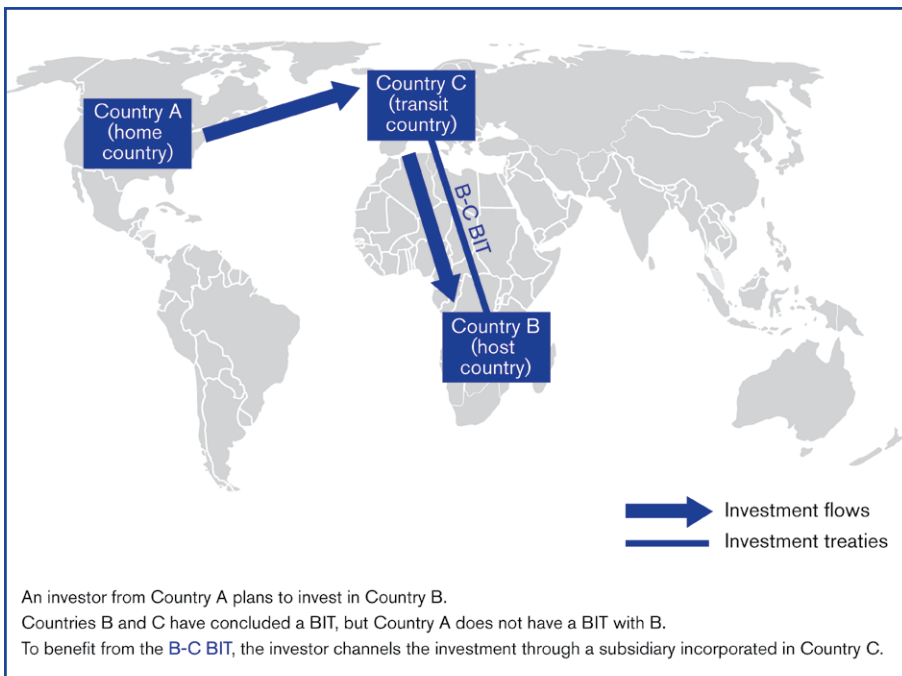 Country A
(home
country)
Country C
(transit
country)
B-C BIT
Country B
(host
country)
Investment flows
Investment treaties
An investor from Country A plans to invest in Country B.
Countries B and C have concluded a BIT, but Country A does not have a BIT with B.
To benefit from the B-C BIT, the investor channels the investment through a subsidiary incorporated in Country C.